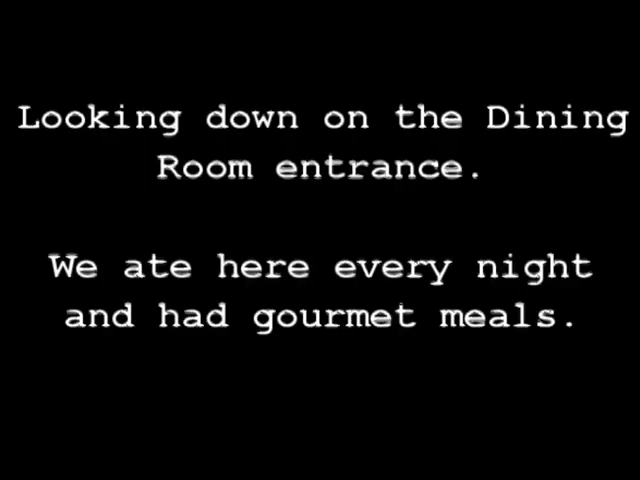 Looking down on the Dining
Room entrance.
We ate here every night
and had gourmet meals.